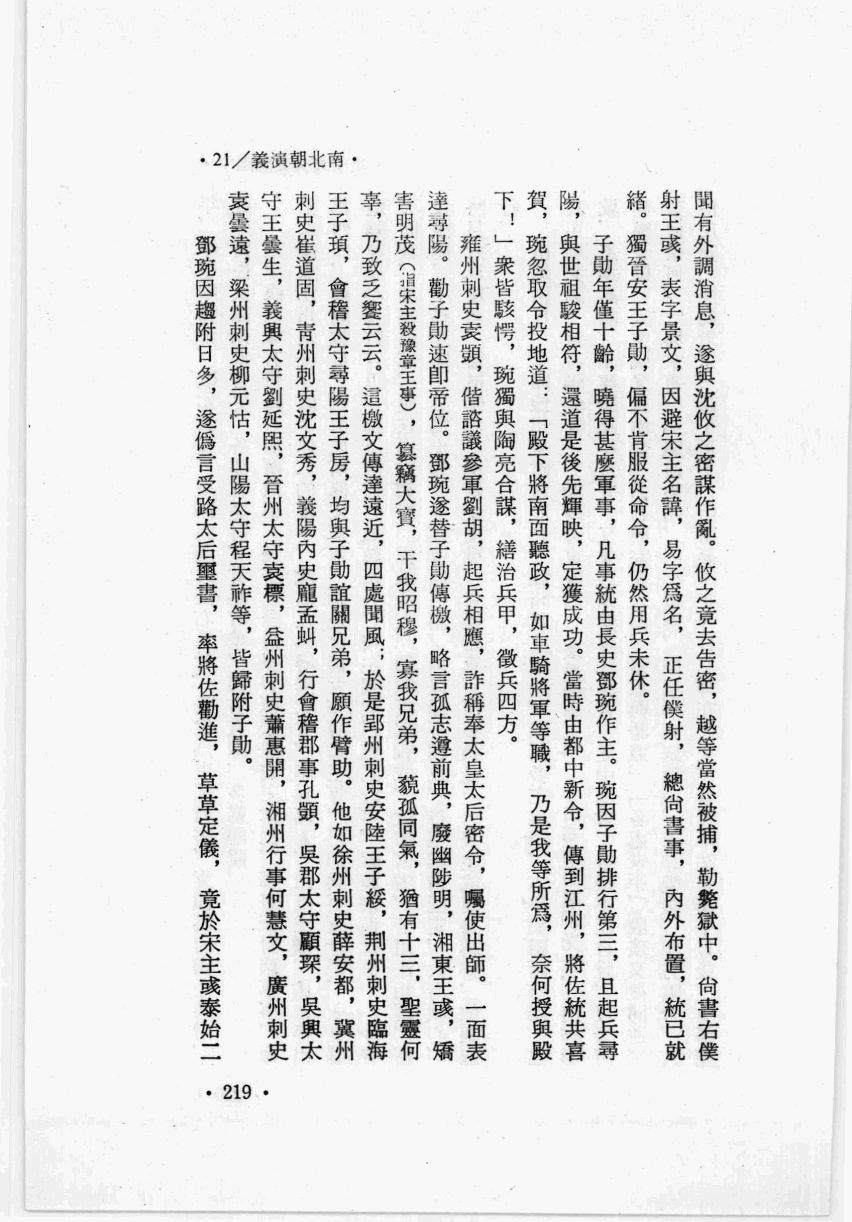 ·南北朝演義/21·
聞有外調消息，遂與沈攸之密謀作亂。攸之竟去告密，越等當然被捕，勒斃獄中。尙書右僕
射王彧，表字景文，因避宋主名諱，易字爲名，正任僕射，總尙書事，內外布置，統已就
緒。獨晉安王子勛，偏不肯服從命令，仍然用兵未休。
子勛年僅十齡，曉得甚麼軍事，凡事統由長史鄧琬作主。琬因子勛排行第三，且起兵尋
陽，與世祖駿相符，還道是後先輝映，定獲成功。當時由都中新令，傳到江州，將佐統共喜
賀，琬忽取令投地道：「殿下將南面聽政，如車騎將軍等職，乃是我等所爲，奈何授與殿
下！」衆皆駭愕，琬獨與陶亮合謀，繕治兵甲，徵兵四方。
雍州刺史袁顗，偕諮議參軍劉胡，起兵相應，詐稱奉太皇太后密令，囑使出師。一面表
達尋陽。勸子勛速卽帝位。鄧琬遂替子勛傳檄，略言孤志遵前典，廢幽陟明，湘東王彧，矯
害明茂（指宋主殺豫章王事），篡竊大寶，干我昭穆，寡我兄弟，藐孤同氣，猶有十三，聖靈何
辜，乃致乏饗云云。這檄文傳達遠近，四處聞風；於是郢州刺史安陸王子綏，荆州刺史臨海
王子頊，會稽太守尋陽王子房，均與子勛誼關兄弟，願作臂助。他如徐州刺史薛安都，冀州
刺史崔道固，青州刺史沈文秀，義陽內史龐孟虯，行會稽郡事孔顗，吳郡太守顧琛，吳興太
守王曇生，義興太守劉延熙，晉州太守袁標，益州刺史蕭惠開，湘州行事何慧文，廣州刺史
袁曇遠，梁州刺史柳元怙，山陽太守程天祚等，皆歸附子勛。
鄧琬因趨附日多，遂僞言受路太后璽書，率將佐勸進，草草定儀，竟於宋主彧泰始二
·219·